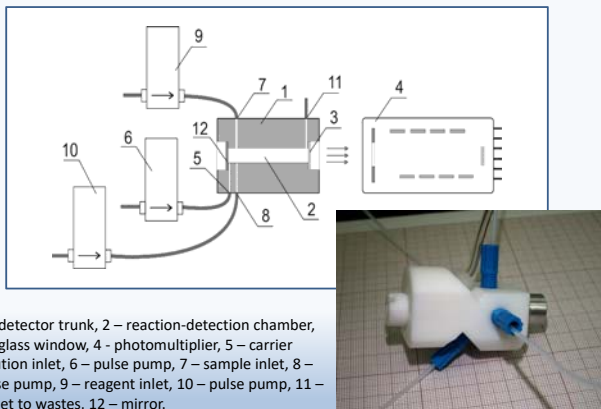 9
7
11
1
4
3
6
12
10
5
8
2
detector trunk, 2 – reaction-detection chamber,
glass window, 4 - photomultiplier, 5 – carrier
ution inlet, 6 – pulse pump, 7 – sample inlet, 8 –
se pump, 9 – reagent inlet, 10 – pulse pump, 11 –
et to wastes, 12 – mirror.